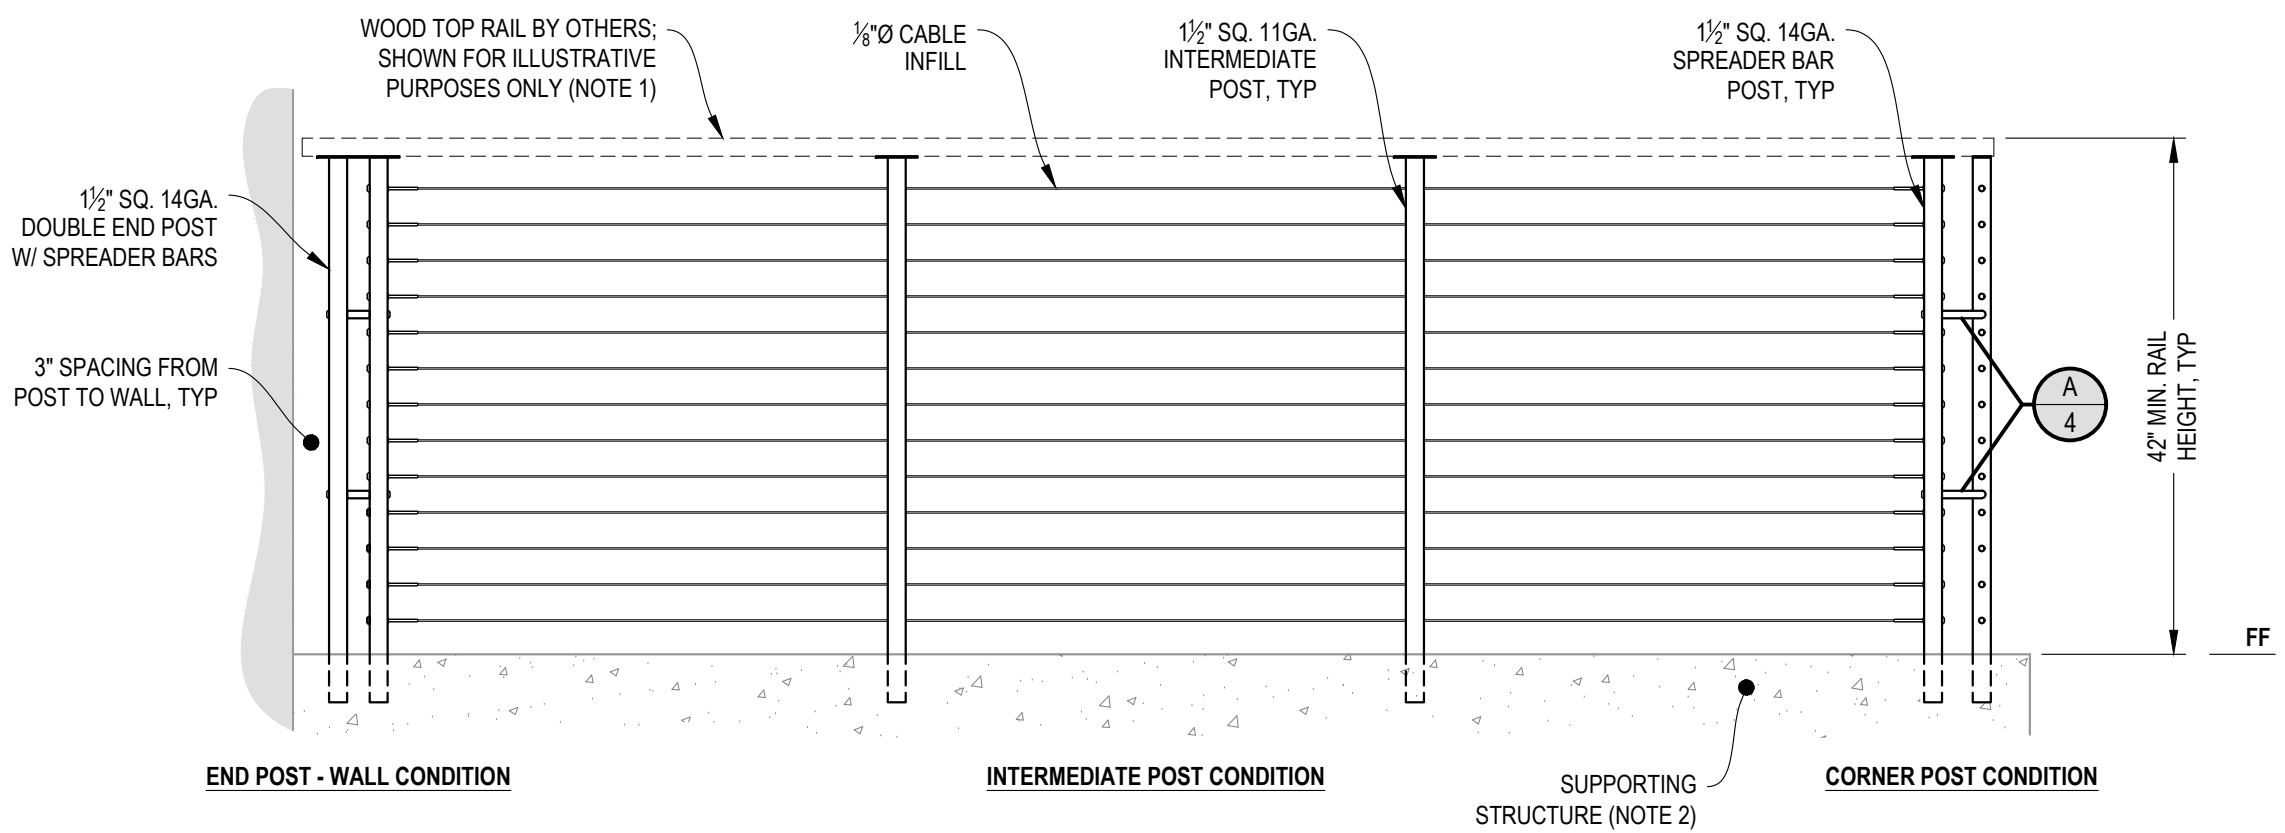 WOOD TOP RAIL BY OTHERS;
SHOWN FOR ILLUSTRATIVE
PURPOSES ONLY (NOTE 1)
⅛"Ø CABLE
INFILL
1½" SQ. 11GA.
INTERMEDIATE
POST, TYP
1½" SQ. 14GA.
SPREADER BAR
POST, TYP
1½" SQ. 14GA.
DOUBLE END POST
W/ SPREADER BARS
3" SPACING FROM
POST TO WALL, TYP
A
4
42" MIN. RAIL
HEIGHT, TYP
FF
END POST - WALL CONDITION
INTERMEDIATE POST CONDITION
SUPPORTING
STRUCTURE (NOTE 2)
CORNER POST CONDITION